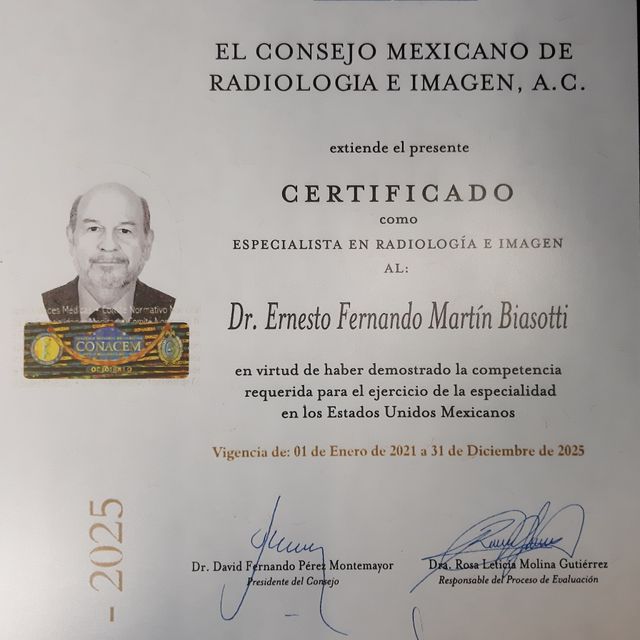 EL CONSEJO MEXICANO DE
RADIOLOGIA E IMAGEN, A.C.
extiende el presente
CERTIFICADO
como
ESPECIALISTA EN RADIOLOGÍA E IMAGEN
AL:
Dr. Ernesto Fernando Martín Biasotti
Comité Normativo
CONACEM
en virtud de haber demostrado la competencia
requerida para el ejercicio de la especialidad
en los Estados Unidos Mexicanos
Vigencia de: 01 de Enero de 2021 a 31 de Diciembre de 2025
- 2025
Dr. David Fernando Pérez Montemayor
Presidente del Consejo
Dra. Rosa Leticia Molina Gutiérrez
Responsable del Proceso de Evaluación